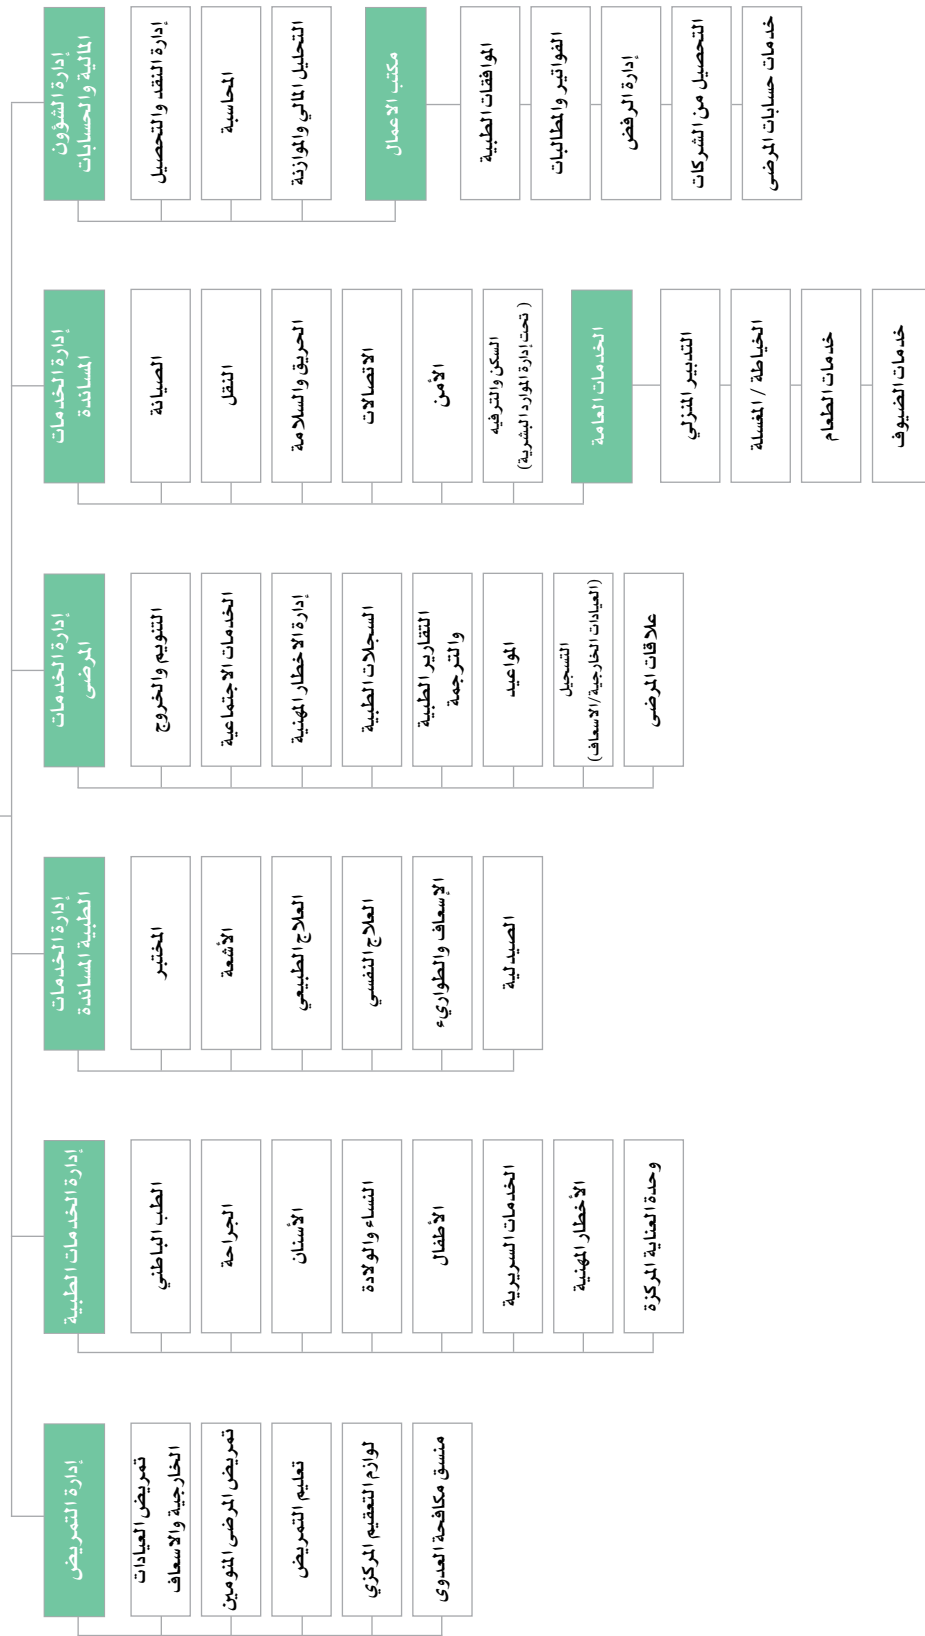 إدارة الشؤون
المالية والحسابات
إدارة النقد والتحصيل
المحاسبة
التحليل المالي والموازنة
مكتب الاعمال
الموافقات الطبية
الفواتير والمطالبات
إدارة الرفض
التحصيل من الشركات
خدمات حسابات المرضى
إدارة الخدمات
المساندة
الصيانة
النقل
الحريق والسلامة
الاتصالات
الأمن
السكن والترفيه
( تحت إدارة الموارد البشرية)
الخدمات العامة
التدبير المنزلي
الخياطة / المغسلة
خدمات الطعام
خدمات الضيوف
إدارة الخدمات
المرضى
التنويم والخروج
الخدمات الاجتماعية
إدارة الاخطار المهنية
السجلات الطبية
التقارير الطبية
والترجمة
المواعيد
التسجيل
(العيادات الخارجية/الاسعاف)
علاقات المرضى
إدارة الخدمات
الطبية المساندة
المختبر
الأشعة
العلاج الطبيعي
العلاج النفسي
الإسعاف والطواريء
الصيدلية
إدارة الخدمات الطبية
الطب الباطني
الجراحة
الأسنان
النساء والولادة
الأطفال
الخدمات السريرية
الأخطار المهنية
وحدة العناية المركزة
إدارة التمريض
تمريض العيادات
الخارجية والاسعاف
تمريض المرضى المنومين
تعليم التمريض
لوازم التعقيم المركزي
منسق مكافحة العدوى